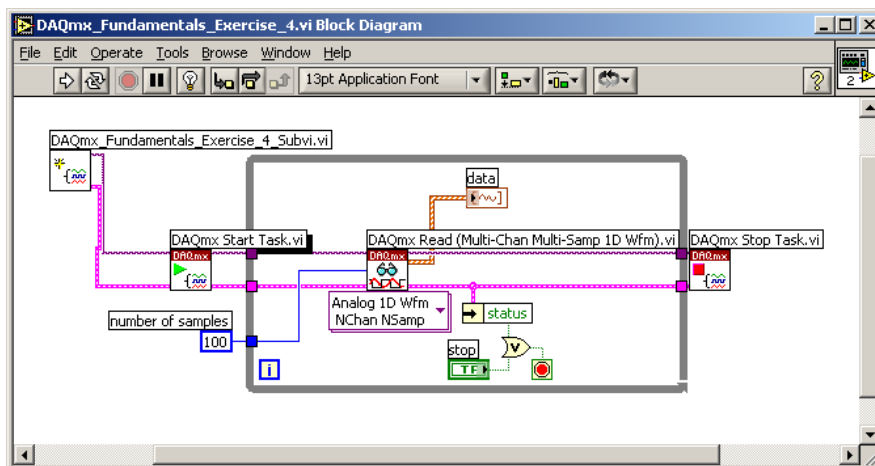 DAQmx_Fundamentals_Exercise_4.vi Block Diagram
File Edit Operate Tools Browse Window Help
13pt Application Font
?
2
DAQmx_Fundamentals_Exercise_4_Subvi.vi
data
DAQmx Start Task.vi
DAQmx Read (Multi-Chan Multi-Samp 1D Wfm).vi
DAQmx Stop Task.vi
DAQmx
DAQmx
DAQmx
Analog 1D Wfm
NChan NSamp
status
number of samples
100
stop
V
TF
i